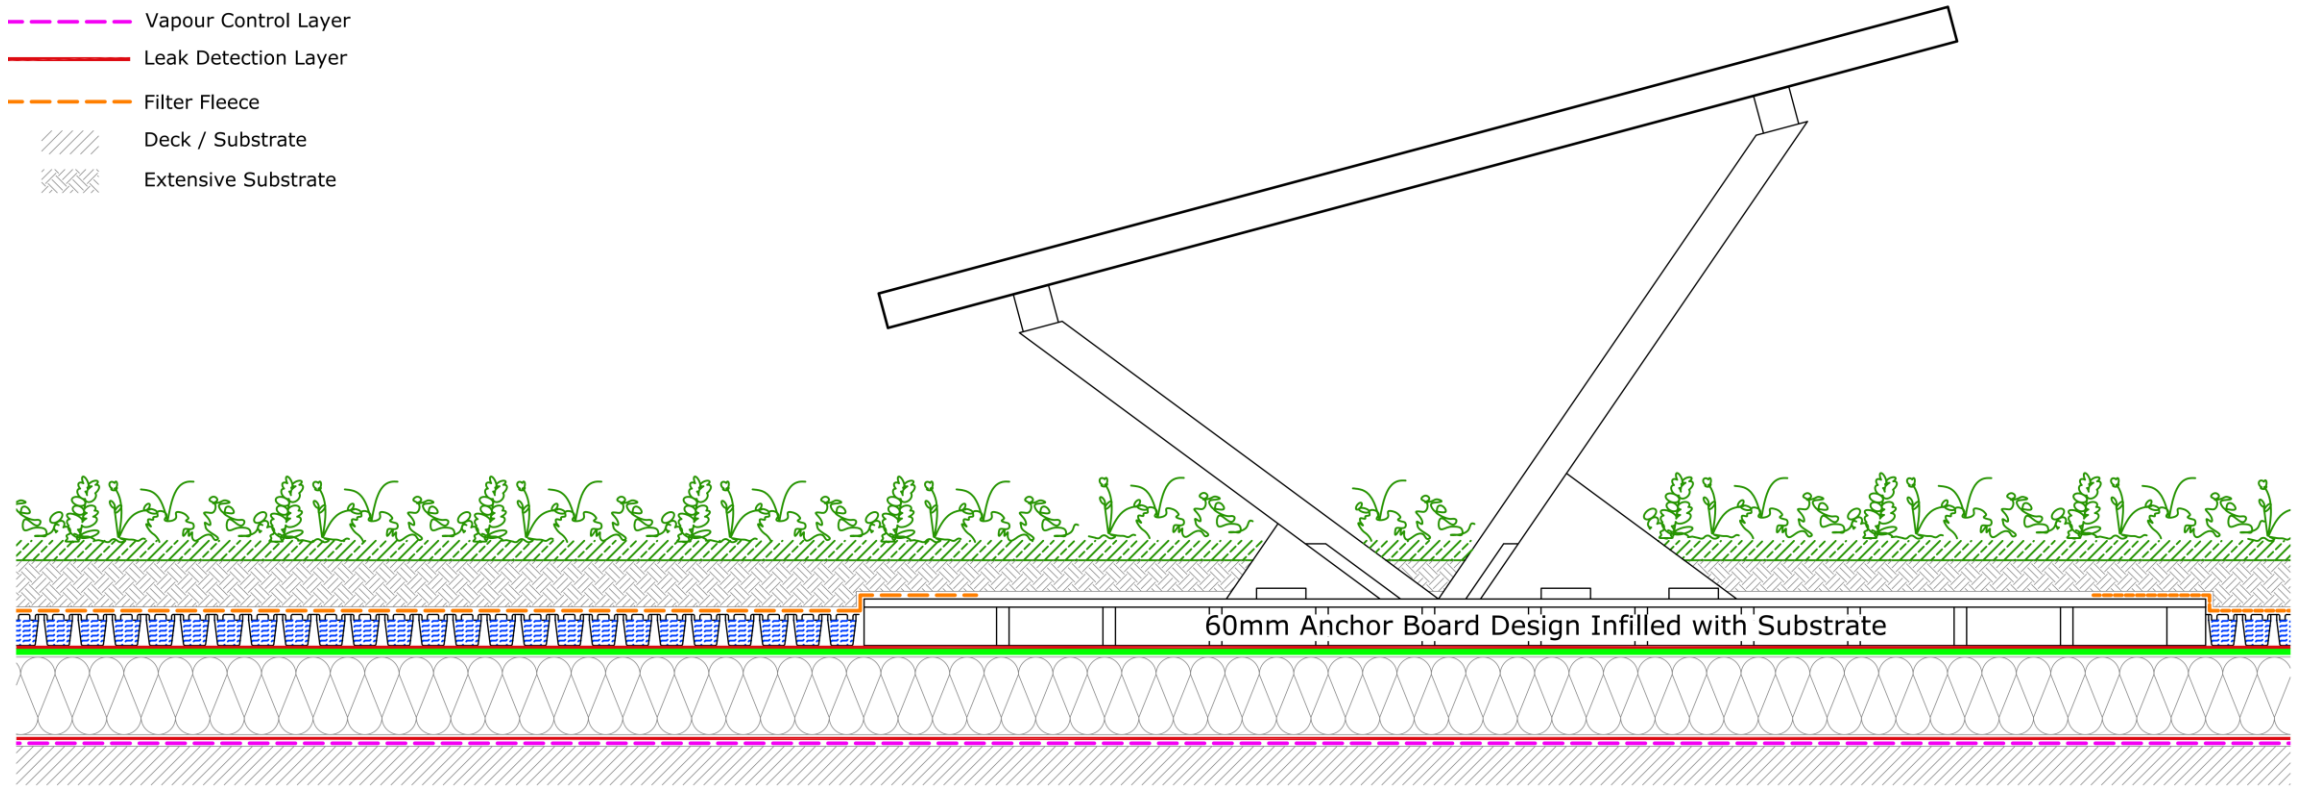 Vapour Control Layer
Leak Detection Layer
Filter Fleece
Deck / Substrate
Extensive Substrate
60mm Anchor Board Design Infilled with Substrate